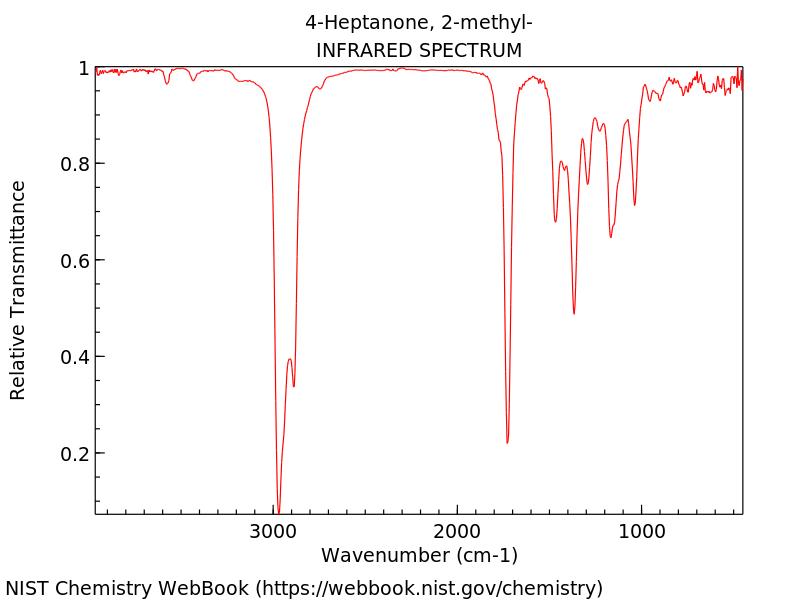 4-Heptanone, 2-methyl-
INFRARED SPECTRUM
1
0.8
0.6
0.4
0.2
Relative Transmittance
3000 2000 1000
Wavenumber (cm-1)
NIST Chemistry WebBook (https://webbook.nist.gov/chemistry)